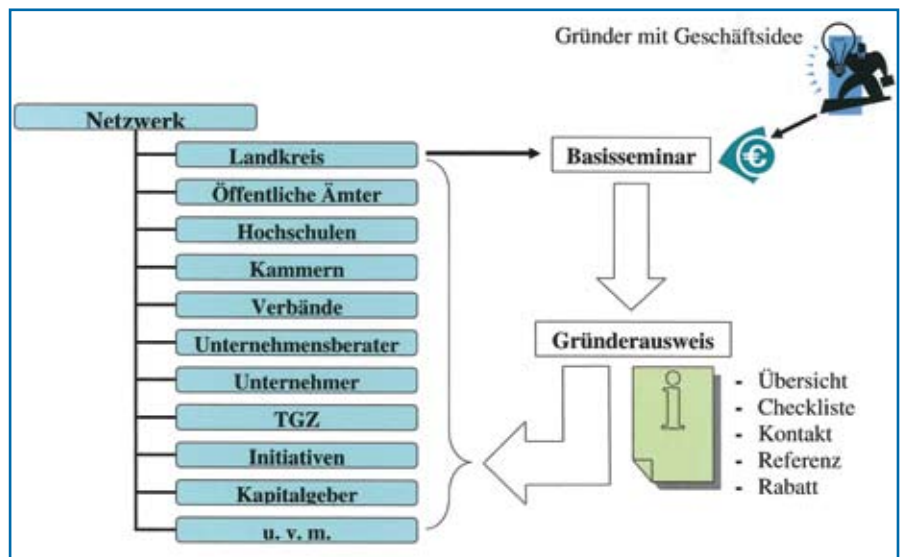 Gründer mit Geschäftsidee
Netzwerk
Landkreis
Öffentliche Ämter
Hochschulen
Kammern
Verbände
Unternehmensberater
Unternehmer
TGZ
Initiativen
Kapitalgeber
u. v. m.
Basisseminar
€
Gründerausweis
i
- Übersicht
- Checkliste
- Kontakt
- Referenz
- Rabatt